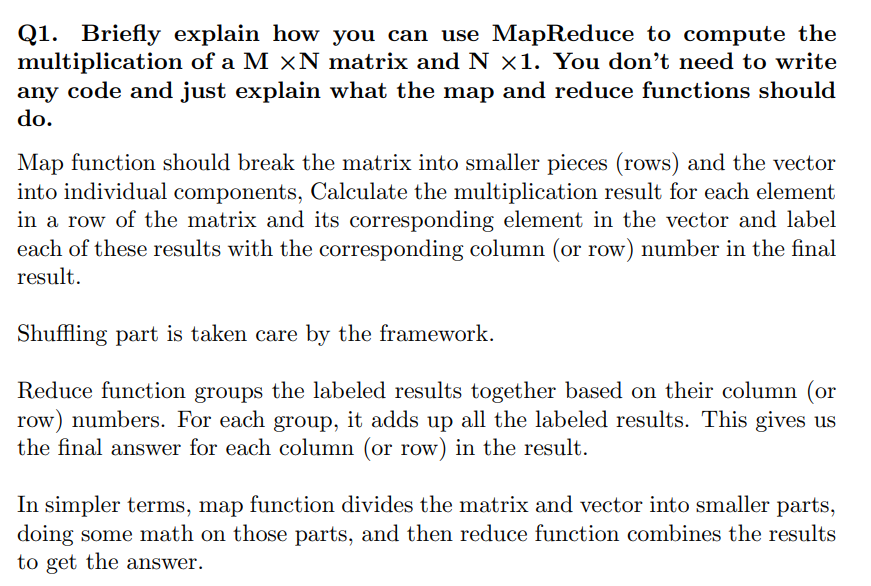 Q1. Briefly explain how you can use MapReduce to compute the
multiplication of a M ×N matrix and N ×1. You don't need to write
any code and just explain what the map and reduce functions should
do.
Map function should break the matrix into smaller pieces (rows) and the vector
into individual components, Calculate the multiplication result for each element
in a row of the matrix and its corresponding element in the vector and label
each of these results with the corresponding column (or row) number in the final
result.
Shuffling part is taken care by the framework.
Reduce function groups the labeled results together based on their column (or
row) numbers. For each group, it adds up all the labeled results. This gives us
the final answer for each column (or row) in the result.
In simpler terms, map function divides the matrix and vector into smaller parts,
doing some math on those parts, and then reduce function combines the results
to get the answer.